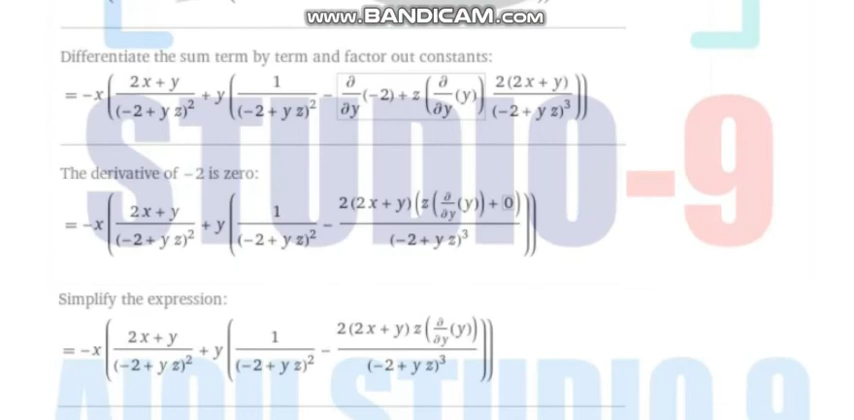 www.BANDICAM.com
Differentiate the sum term by term and factor out constants:
= -x( (2x + y)/(-2 + y z)^2 + y( 1/(-2 + y z)^2 - ∂/∂y(-2) + z(∂/∂y(y)) 2(2x + y)/(-2 + y z)^3 ))
The derivative of -2 is zero:
= -x( (2x + y)/(-2 + y z)^2 + y( 1/(-2 + y z)^2 - 2(2x + y)(z(∂/∂y(y)) + 0)/(-2 + y z)^3 ))
Simplify the expression:
= -x( (2x + y)/(-2 + y z)^2 + y( 1/(-2 + y z)^2 - 2(2x + y) z(∂/∂y(y))/(-2 + y z)^3 ))
STUDIO-9
STUDIO 9